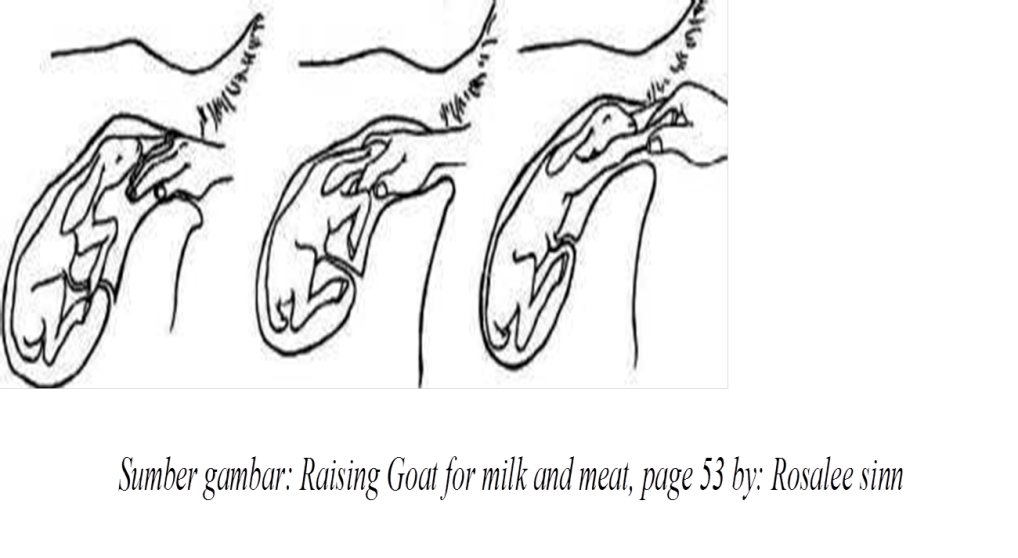 Sumber gambar: Raising Goat for milk and meat, page 53 by: Rosalee sinn